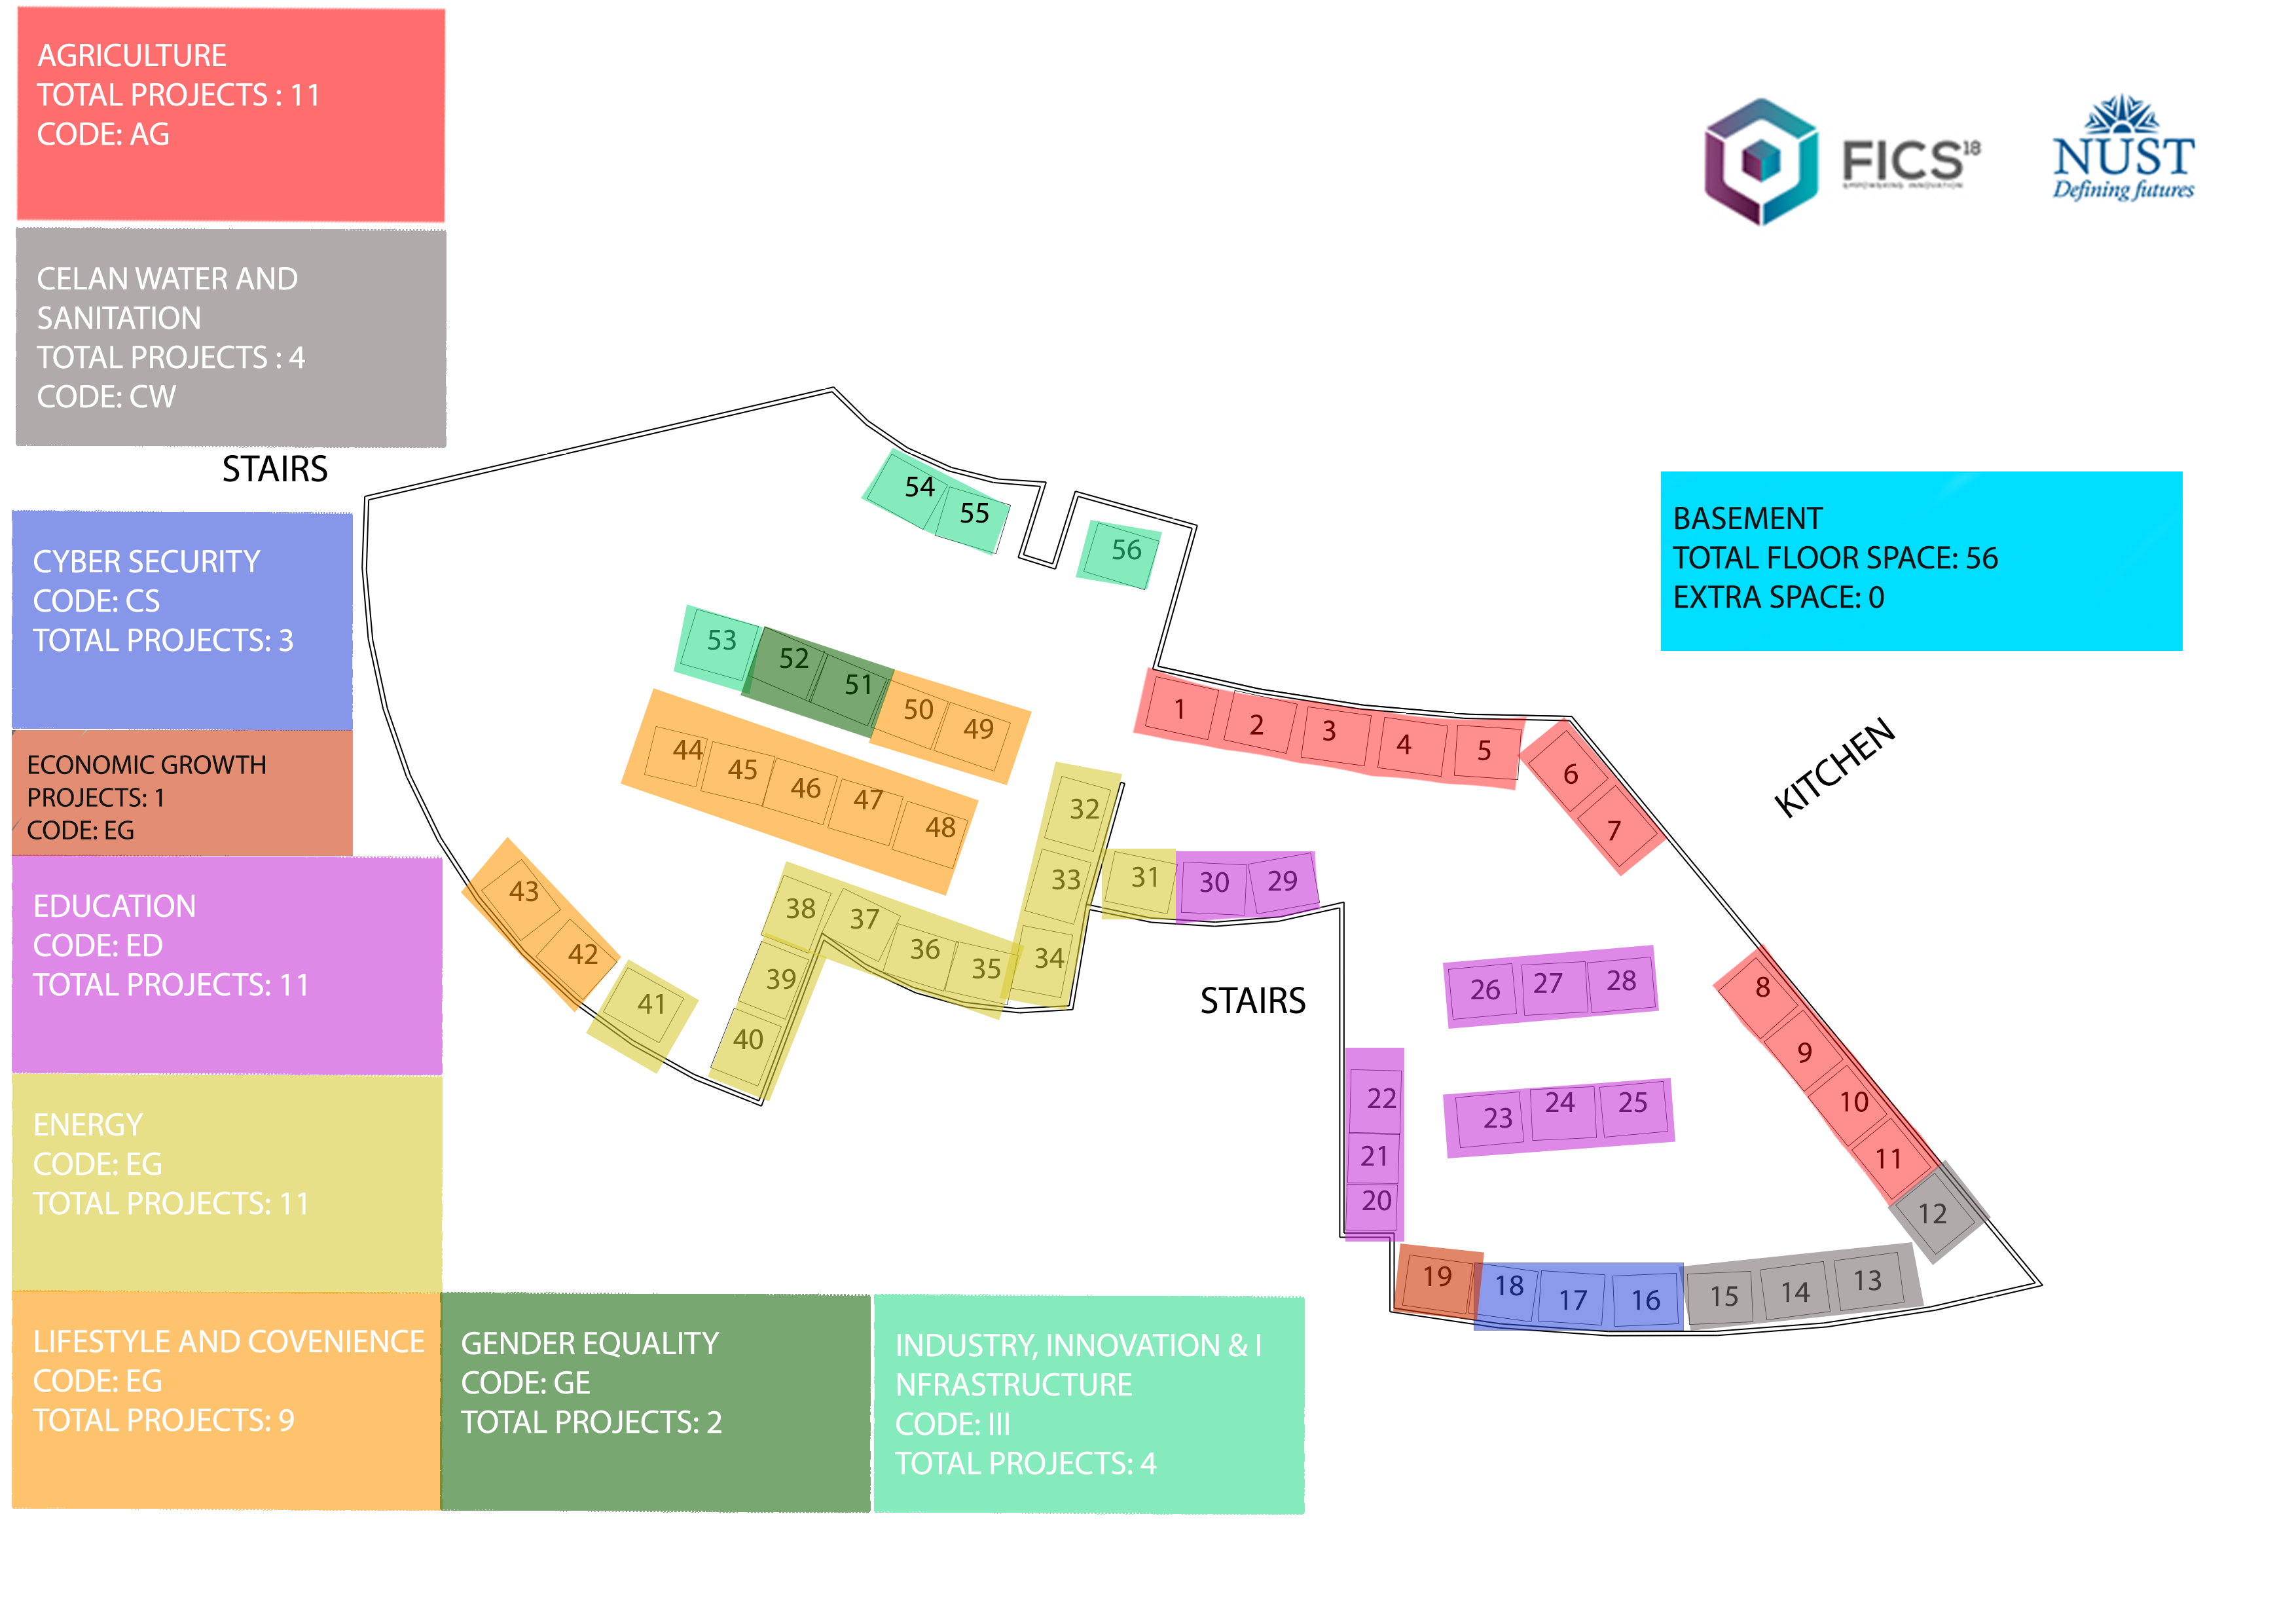 AGRICULTURE
TOTAL PROJECTS : 11
CODE: AG
CELAN WATER AND
SANITATION
TOTAL PROJECTS : 4
CODE: CW
STAIRS
CYBER SECURITY
CODE: CS
TOTAL PROJECTS: 3
ECONOMIC GROWTH
PROJECTS: 1
CODE: EG
EDUCATION
CODE: ED
TOTAL PROJECTS: 11
ENERGY
CODE: EG
TOTAL PROJECTS: 11
LIFESTYLE AND COVENIENCE
CODE: EG
TOTAL PROJECTS: 9
GENDER EQUALITY
CODE: GE
TOTAL PROJECTS: 2
INDUSTRY, INNOVATION & I
NFRASTRUCTURE
CODE: III
TOTAL PROJECTS: 4
FICS18
EMPOWERING INNOVATION
NUST
Defining futures
BASEMENT
TOTAL FLOOR SPACE: 56
EXTRA SPACE: 0
KITCHEN
STAIRS
1
2
3
4
5
6
7
8
9
10
11
12
13
14
15
16
17
18
19
20
21
22
23
24
25
26
27
28
29
30
31
32
33
34
35
36
37
38
39
40
41
42
43
44
45
46
47
48
49
50
51
52
53
54
55
56